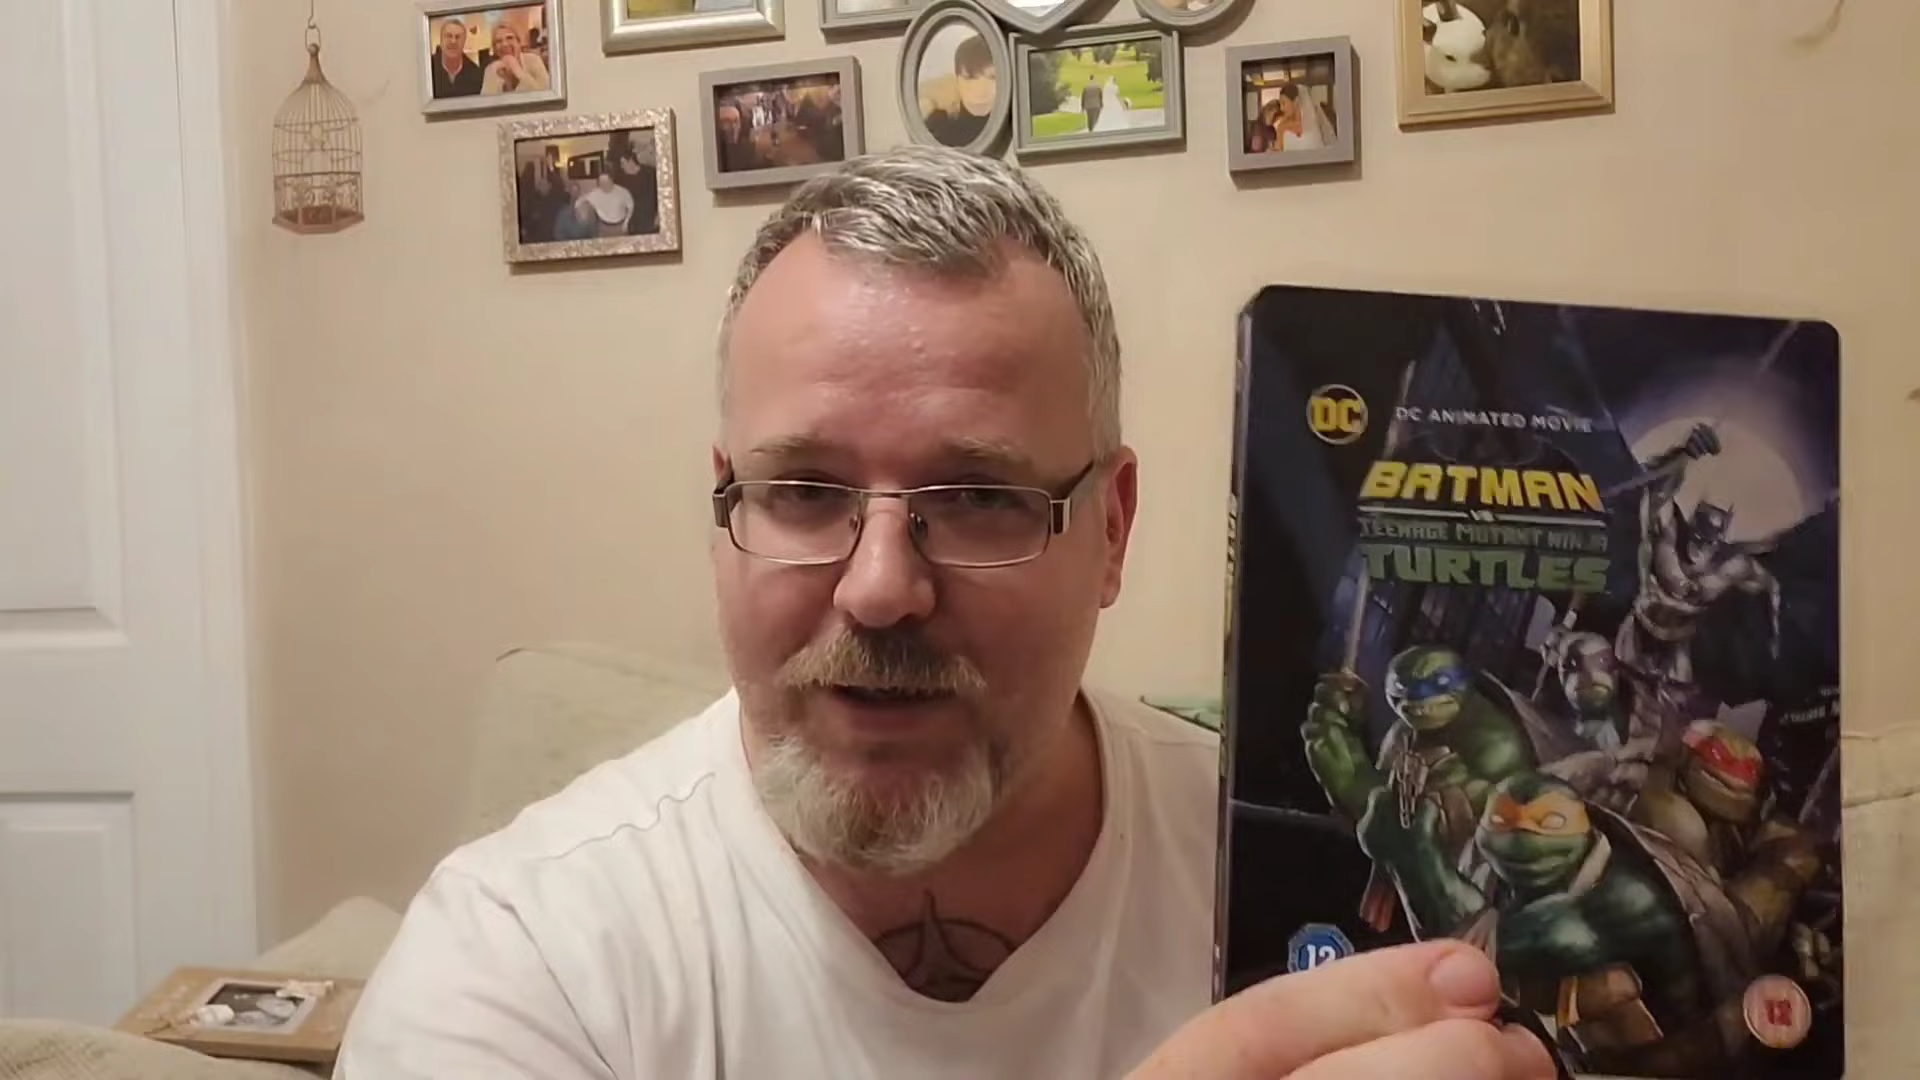 DC
DC ANIMATED MOVIE
BATMAN
VS
TEENAGE MUTANT NINJA
TURTLES
12
12